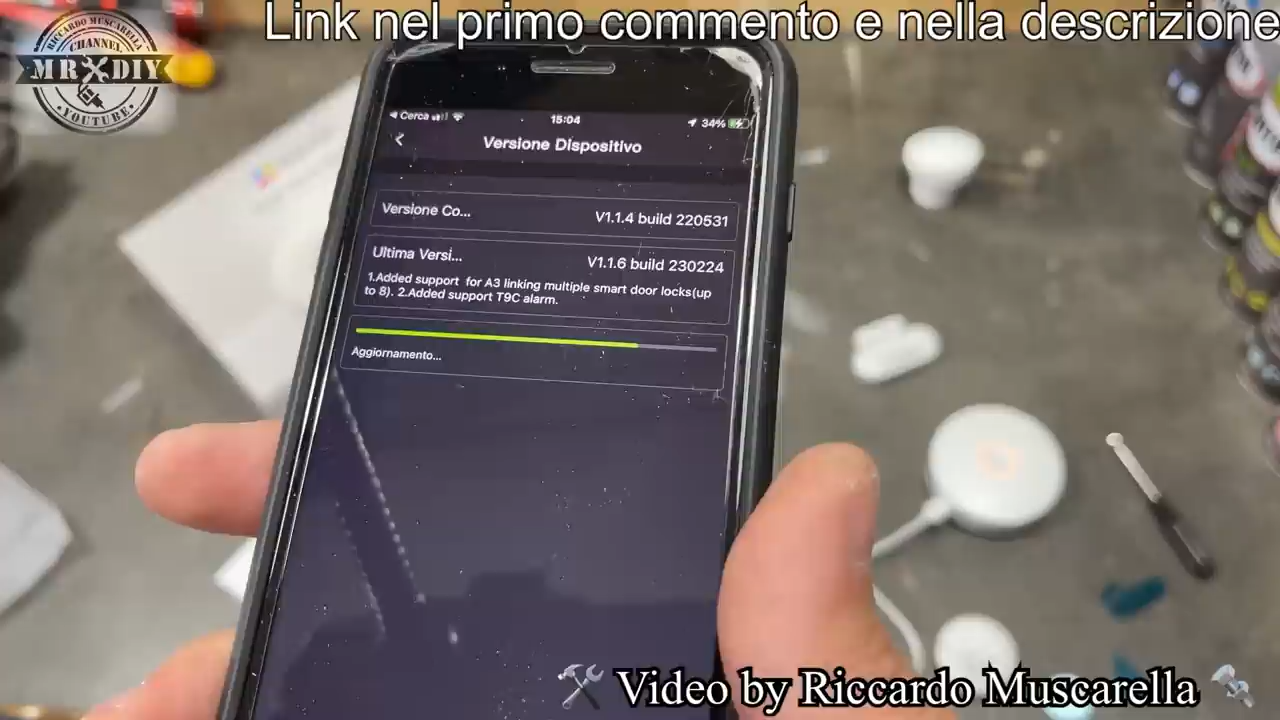 Link nel primo commento e nella descrizione
RICCARDO MUSCARELLA
CHANNEL
MR DIY
YOUTUBE
Cerca 15:04 34%
Versione Dispositivo
Versione Co... V1.1.4 build 220531
Ultima Versi... V1.1.6 build 230224
1.Added support for A3 linking multiple smart door locks(up
to 8). 2.Added support T9C alarm.
Aggiornamento...
Video by Riccardo Muscarella